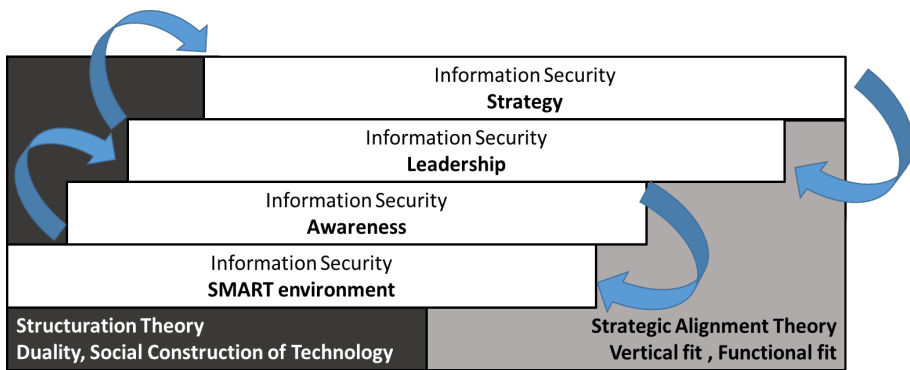 Information Security
Strategy
Information Security
Leadership
Information Security
Awareness
Information Security
SMART environment
Structuration Theory
Duality, Social Construction of Technology
Strategic Alignment Theory
Vertical fit , Functional fit